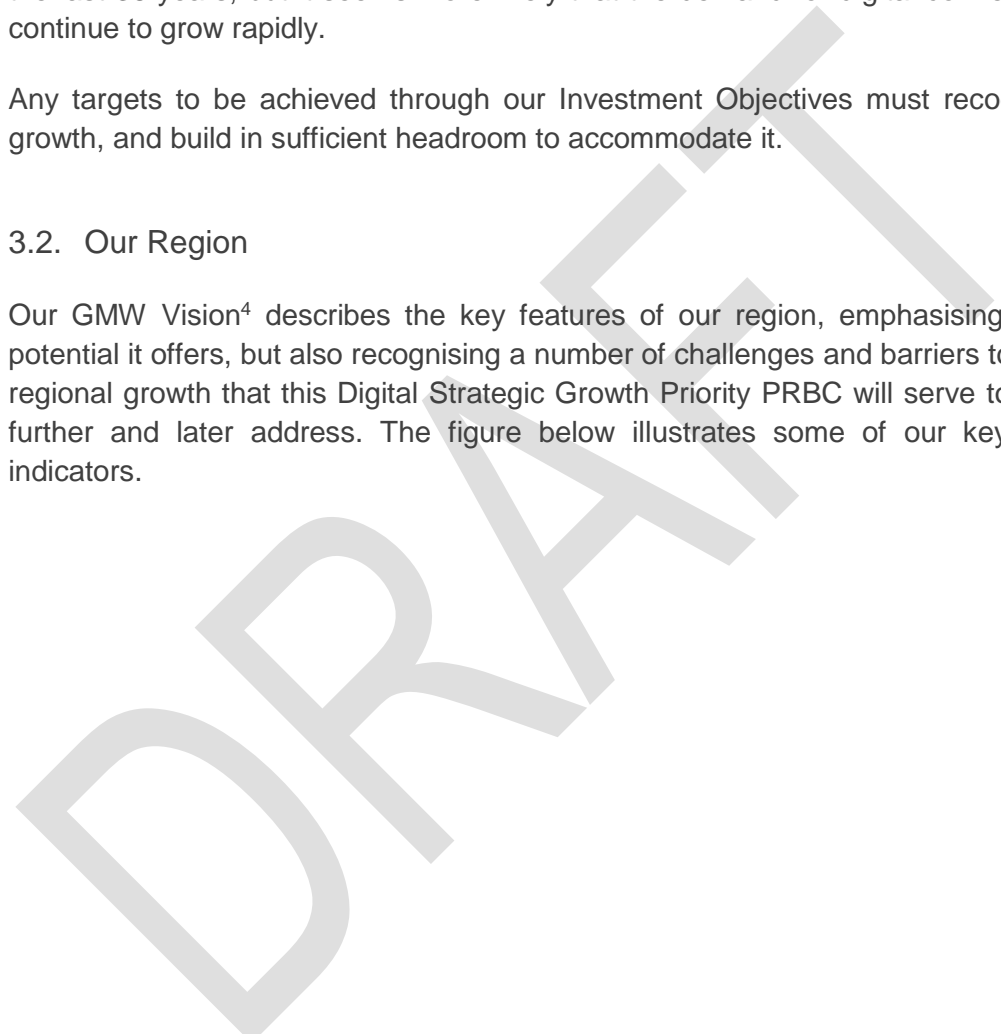 continue to grow rapidly.
Any targets to be achieved through our Investment Objectives must reco
growth, and build in sufficient headroom to accommodate it.
3.2. Our Region
Our GMW Vision⁴ describes the key features of our region, emphasising
potential it offers, but also recognising a number of challenges and barriers to
regional growth that this Digital Strategic Growth Priority PRBC will serve to
further and later address. The figure below illustrates some of our key
indicators.
DRAFT